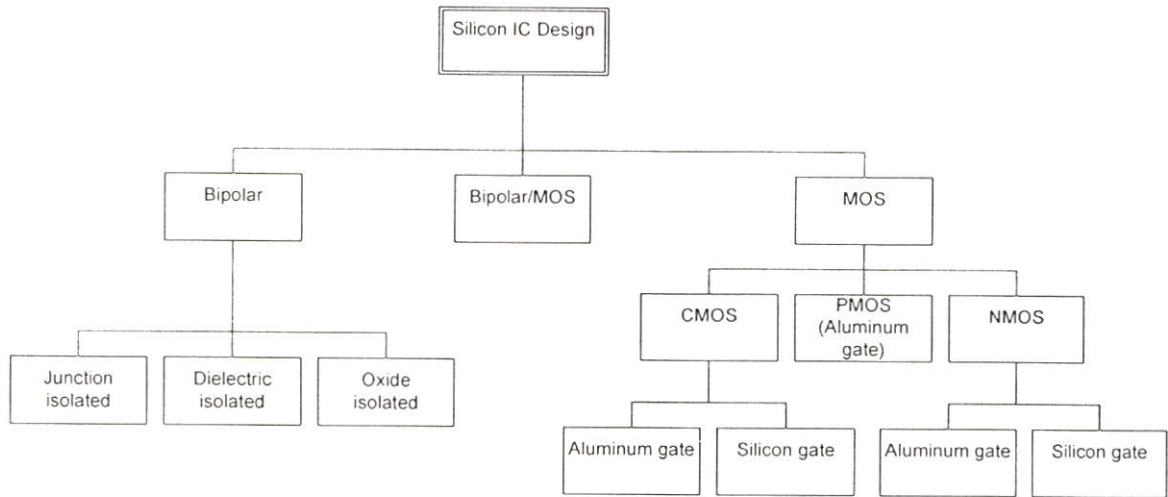 Silicon IC Design
Bipolar
Bipolar/MOS
MOS
CMOS
PMOS
(Aluminum
gate)
NMOS
Junction
isolated
Dielectric
isolated
Oxide
isolated
Aluminum gate
Silicon gate
Aluminum gate
Silicon gate